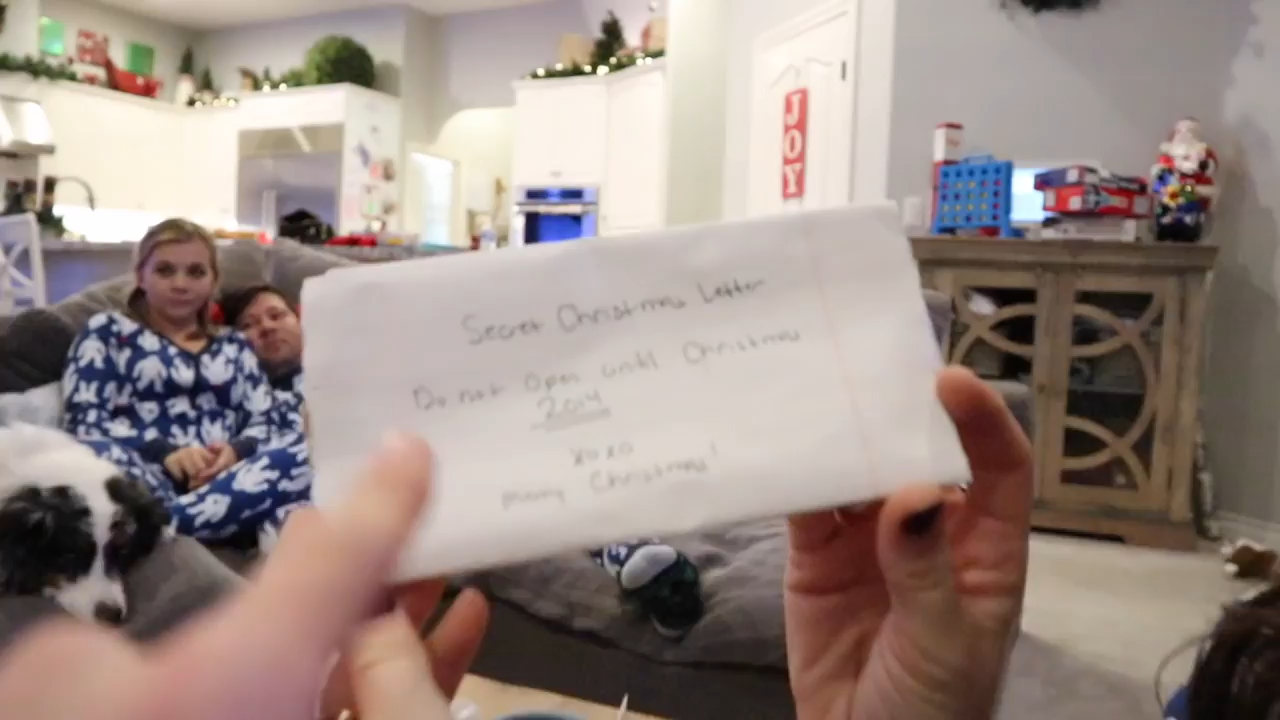 JOY
Secret Christmas Letter
Do not Open until Christmas
2014
xoxo
Merry Christmas!